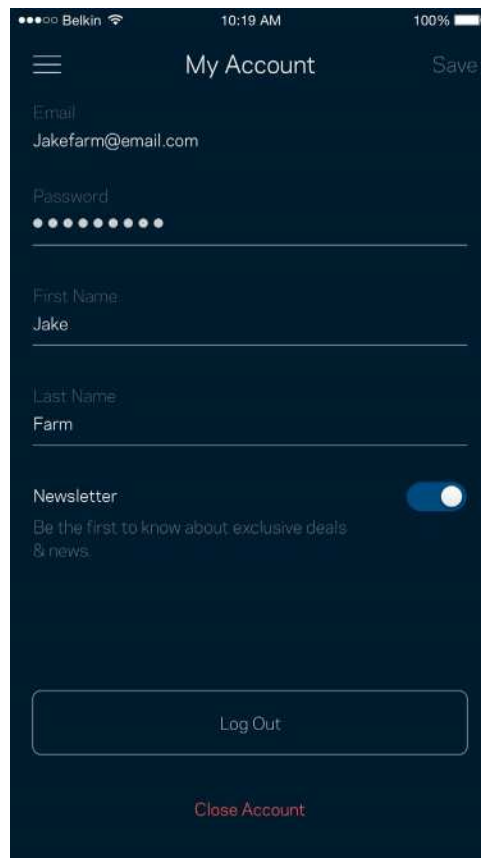 Belkin 10:19 AM 100%
My Account Save
Email
Jakefarm@email.com
Password
●●●●●●●●●
First Name
Jake
Last Name
Farm
Newsletter
Be the first to know about exclusive deals
& news.
Log Out
Close Account